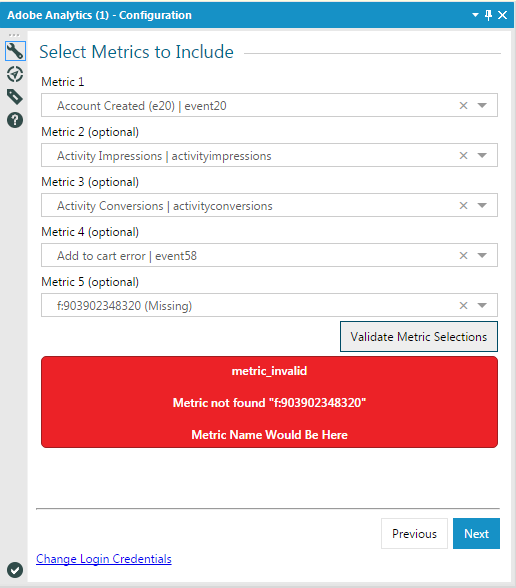 Adobe Analytics (1) - Configuration
Select Metrics to Include
Metric 1
Account Created (e20) | event20
Metric 2 (optional)
Activity Impressions | activityimpressions
Metric 3 (optional)
Activity Conversions | activityconversions
Metric 4 (optional)
Add to cart error | event58
Metric 5 (optional)
f:903902348320 (Missing)
Validate Metric Selections
metric_invalid
Metric not found "f:903902348320"
Metric Name Would Be Here
Previous
Next
Change Login Credentials